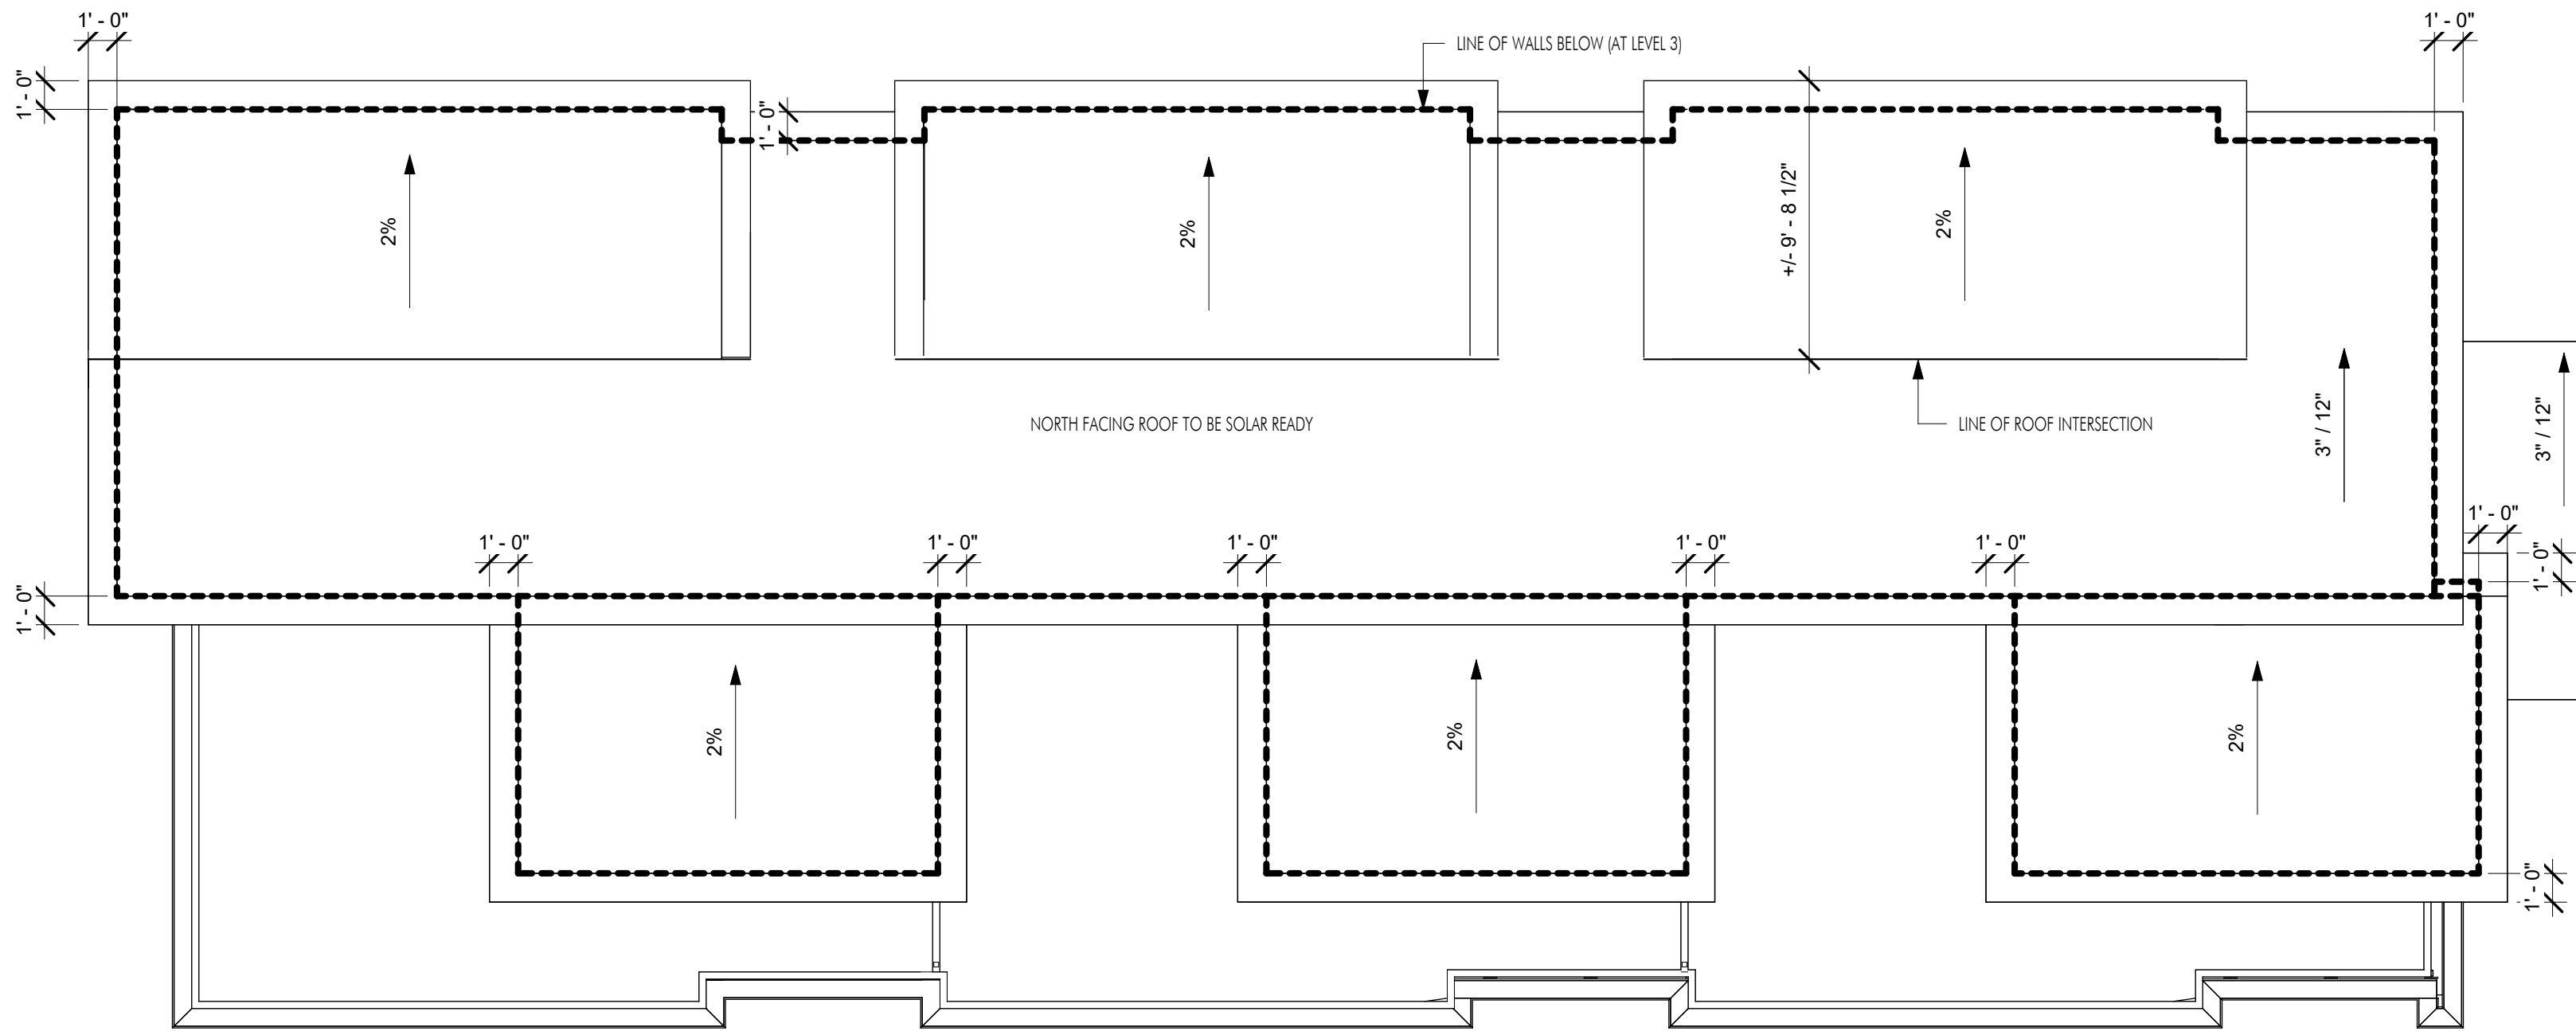 1' - 0"
1' - 0"
LINE OF WALLS BELOW (AT LEVEL 3)
1' - 0"
1' - 0"
+/- 9' - 8 1/2"
2%
2%
2%
NORTH FACING ROOF TO BE SOLAR READY
LINE OF ROOF INTERSECTION
3" / 12"
3" / 12"
1' - 0"
1' - 0"
1' - 0"
1' - 0"
1' - 0"
1' - 0"
1' - 0"
1' - 0"
1' - 0"
2%
2%
2%
1' - 0"